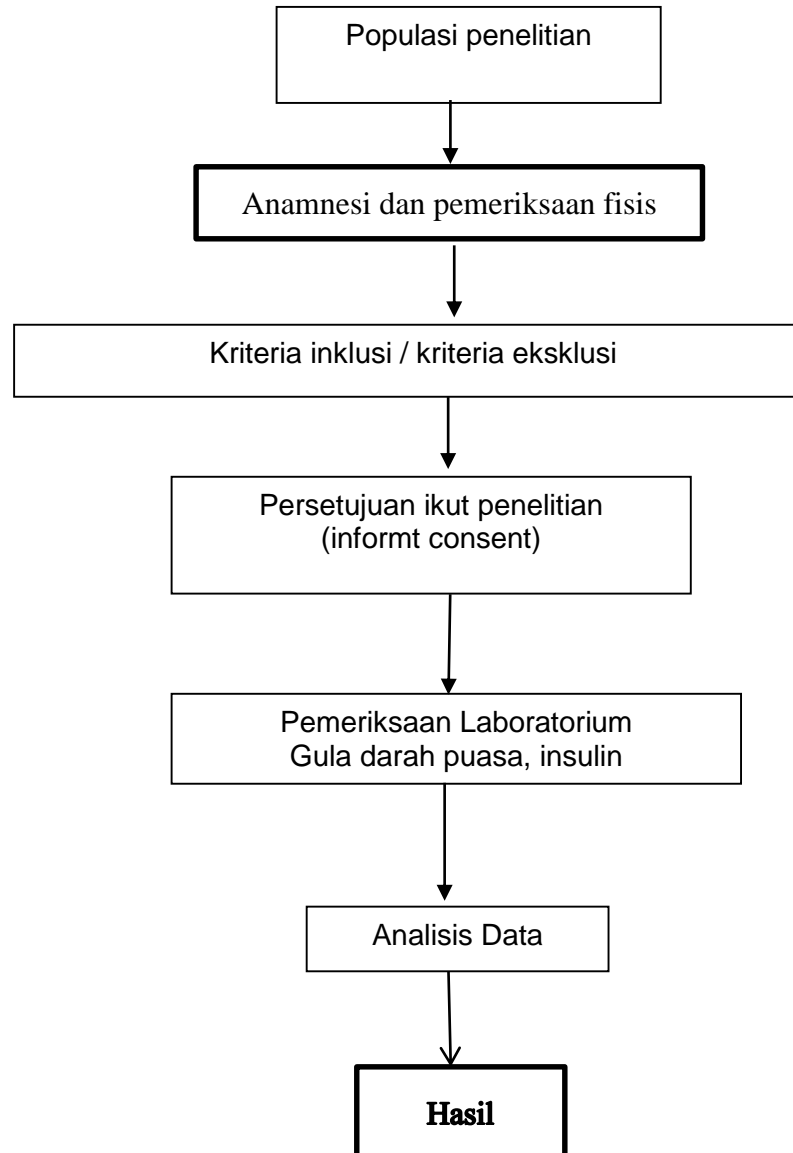 Populasi penelitian
Anamnesi dan pemeriksaan fisis
Kriteria inklusi / kriteria eksklusi
Persetujuan ikut penelitian
(informt consent)
Pemeriksaan Laboratorium
Gula darah puasa, insulin
Analisis Data
Hasil